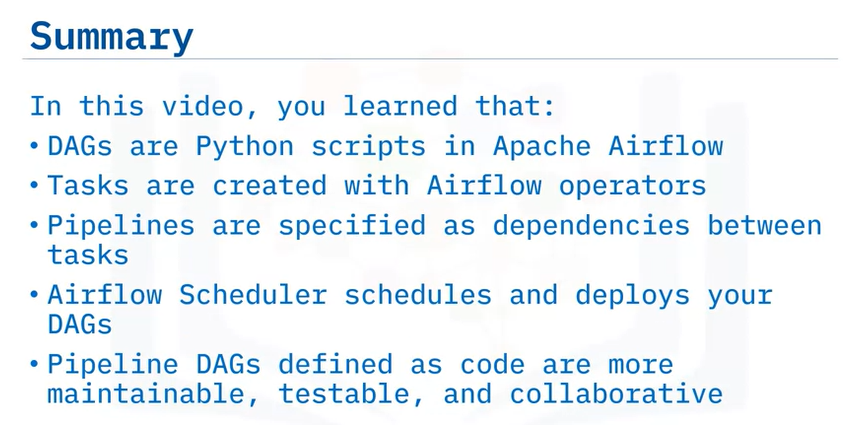 Summary
In this video, you learned that:
• DAGs are Python scripts in Apache Airflow
• Tasks are created with Airflow operators
• Pipelines are specified as dependencies between
tasks
• Airflow Scheduler schedules and deploys your
DAGs
• Pipeline DAGs defined as code are more
maintainable, testable, and collaborative